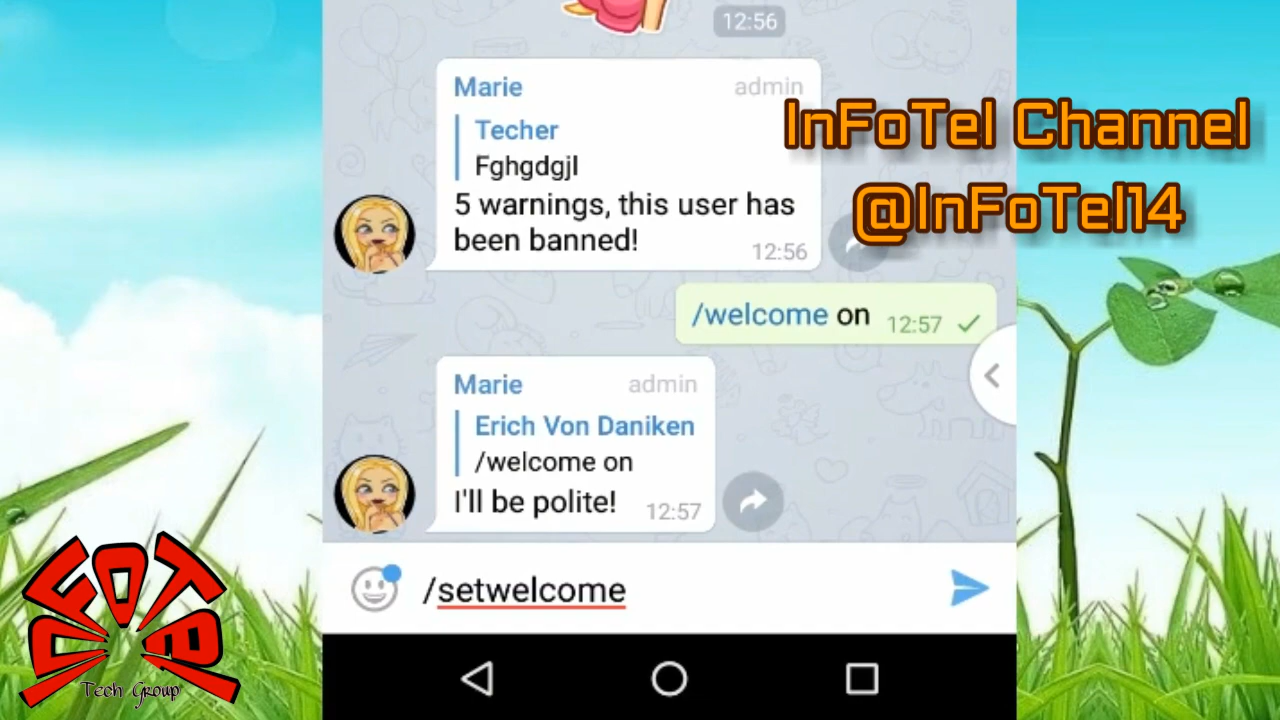 12:56
Marie admin
Techer
Fghgdgjl
5 warnings, this user has
been banned!
12:56
InFoTel Channel
@InFoTel14
/welcome on 12:57
Marie admin
Erich Von Daniken
/welcome on
I'll be polite! 12:57
/setwelcome
InFoTel
Tech Group